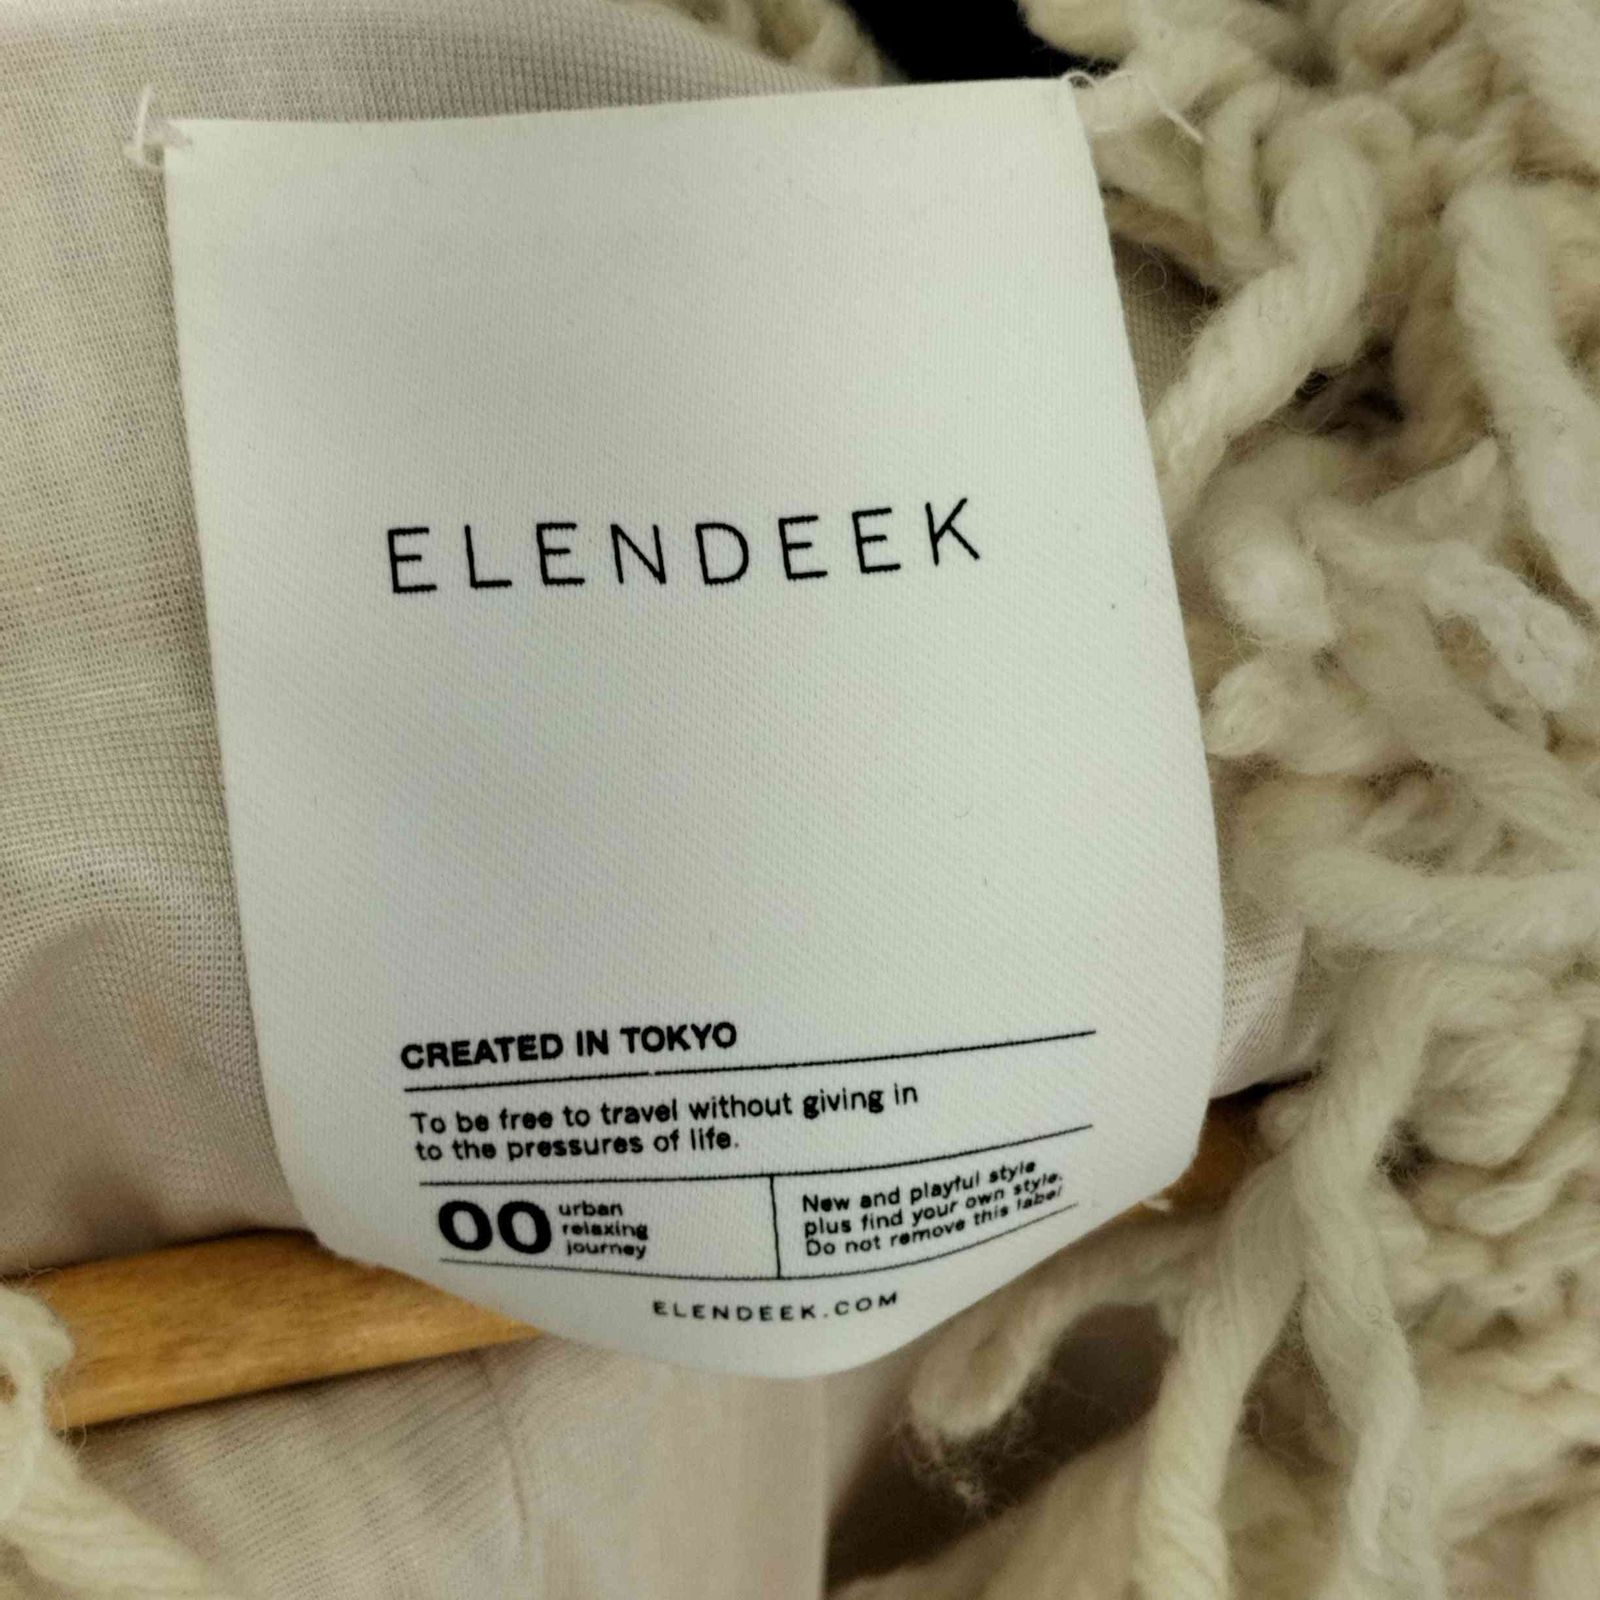 ELENDEEK
CREATED IN TOKYO
To be free to travel without giving in
to the pressures of life.
00
urban
relaxing
journey
New and playful style
plus find your own style.
Do not remove this label
ELENDEEK.COM